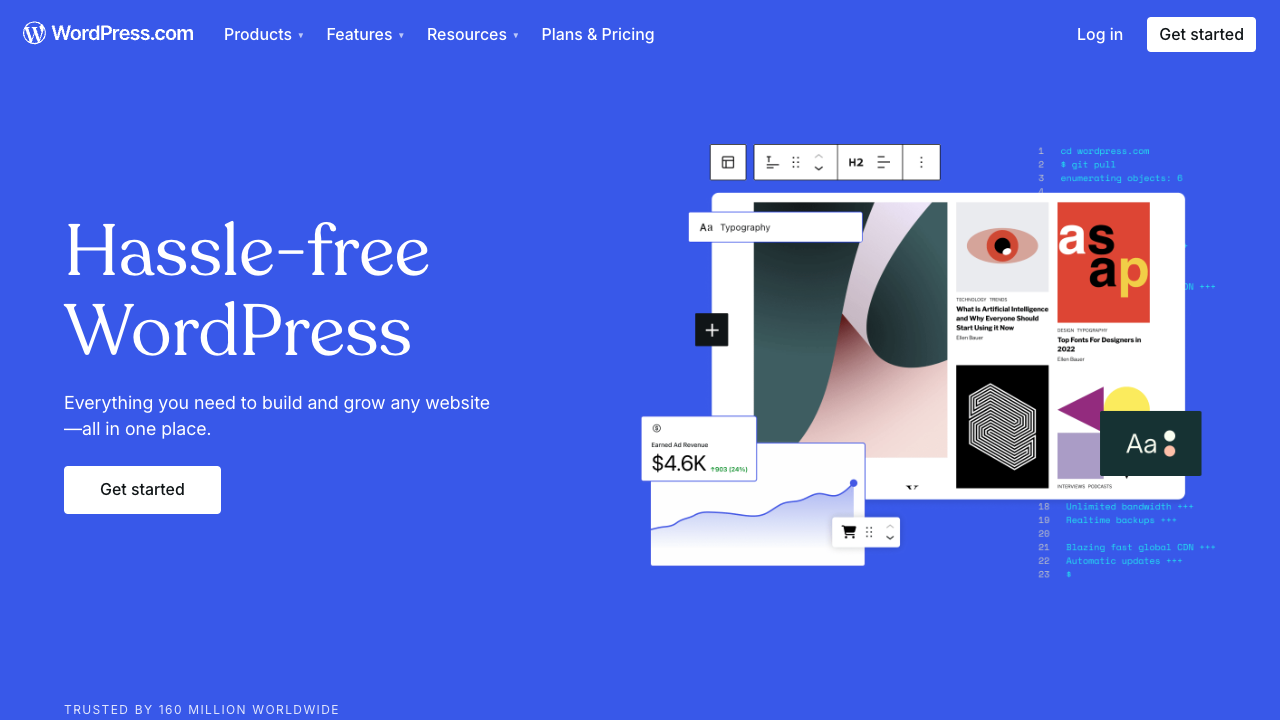 WordPress.com
Products
Features
Resources
Plans & Pricing
Log in
Get started
Hassle-free
WordPress
Everything you need to build and grow any website
—all in one place.
Get started
H2
1 cd wordpress.com
2 $ git pull
3 enumerating objects: 6
4
Aa Typography
TECHNOLOGY TRENDS
What Is Artificial Intelligence
and Why Everyone Should
Start Using it Now
Ellen Bauer
as
ap
DESIGN TYPOGRAPHY
Top Fonts For Designers in
2022
Ellen Bauer
CDN +++
Earned Ad Revenue
$4.6K ↑903 (24%)
Aa
INTERVIEWS PODCASTS
18 Unlimited bandwidth +++
19 Realtime backups +++
20
21 Blazing fast global CDN +++
22 Automatic updates +++
23 $
TRUSTED BY 160 MILLION WORLDWIDE